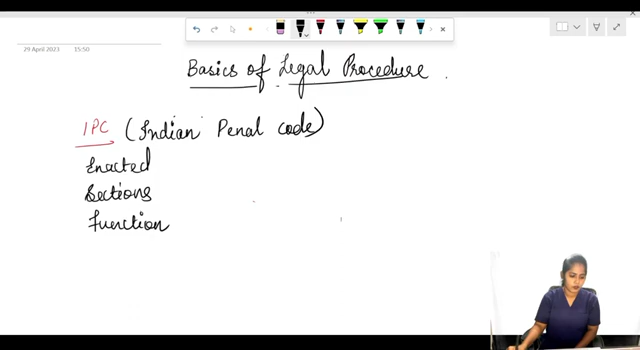 29 April 2023 15:50
Basics of Legal Procedure.
IPC (Indian Penal code)
Enacted
Sections
Function